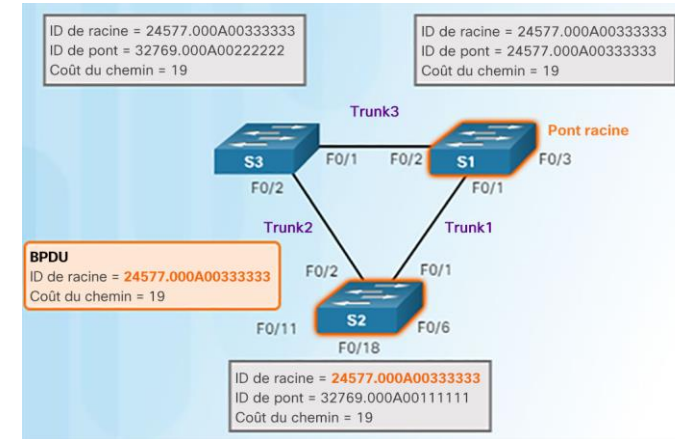 ID de racine = 24577.000A00333333
ID de pont = 32769.000A00222222
Coût du chemin = 19
ID de racine = 24577.000A00333333
ID de pont = 24577.000A00333333
Coût du chemin = 19
Trunk3
Pont racine
S3
F0/1
F0/2
S1
F0/3
F0/2
F0/1
Trunk2
Trunk1
BPDU
ID de racine = 24577.000A00333333
Coût du chemin = 19
F0/2
F0/1
F0/11
S2
F0/6
F0/18
ID de racine = 24577.000A00333333
ID de pont = 32769.000A00111111
Coût du chemin = 19